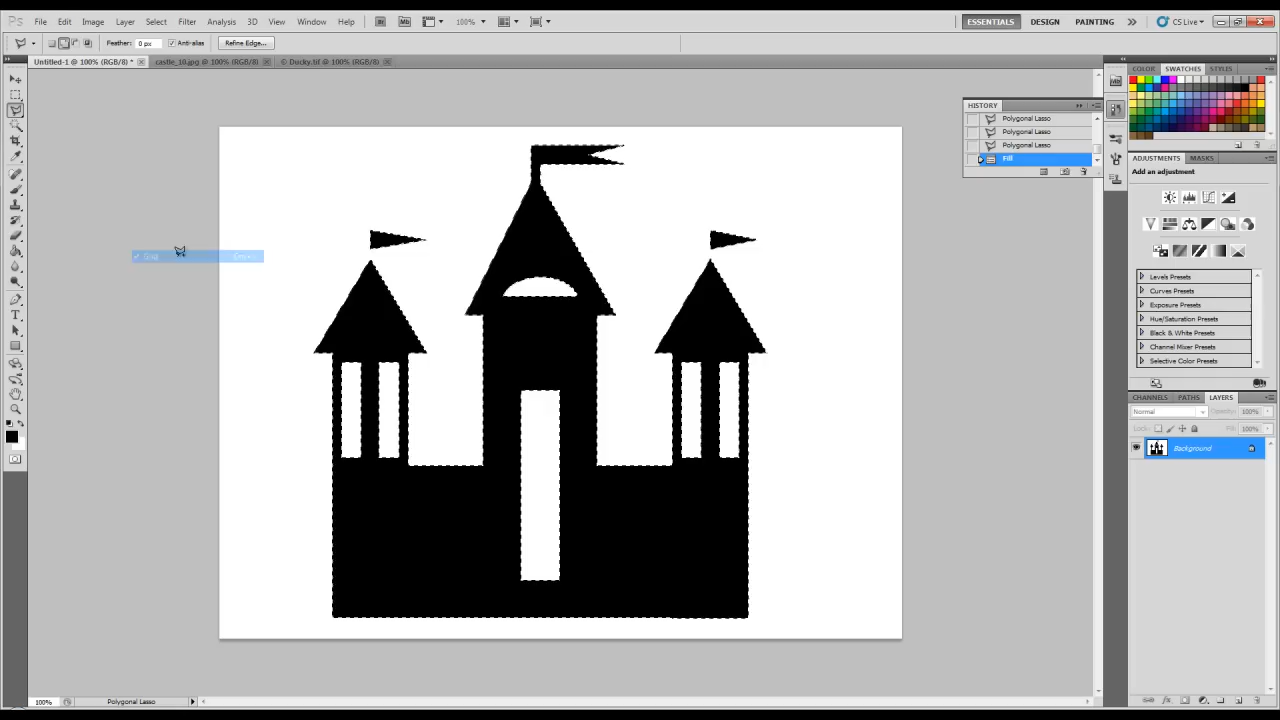 Ps File Edit Image Layer Select Filter Analysis 3D View Window Help Br Mb 100% ESSENTIALS DESIGN PAINTING CS Live
Feather: 0 px Anti-alias Refine Edge...
Untitled-1 @ 100% (RGB/8) * castle_18.jpg @ 100% (RGB/8) © Ducky.tif @ 100% (RGB/8)
COLOR SWATCHES STYLES
HISTORY
Polygonal Lasso
Polygonal Lasso
Polygonal Lasso
Fill
ADJUSTMENTS MASKS
Add an adjustment
Levels Presets
Curves Presets
Exposure Presets
Hue/Saturation Presets
Black & White Presets
Channel Mixer Presets
Selective Color Presets
CHANNELS PATHS LAYERS
Normal Opacity: 100%
Lock: Fill: 100%
Background
100% Polygonal Lasso